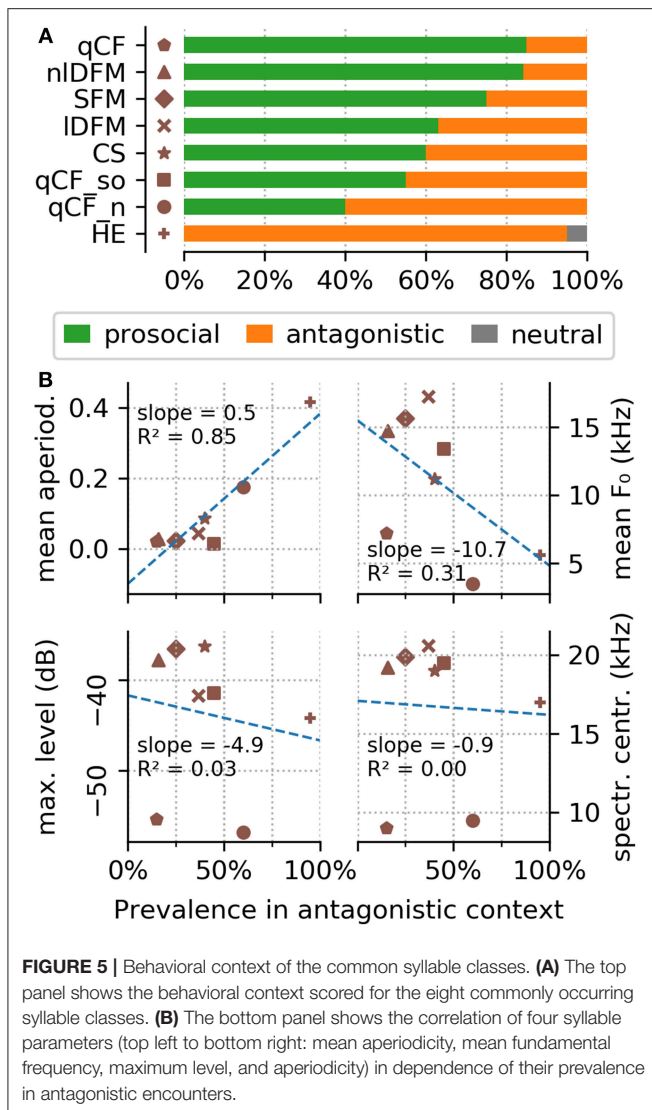 A
qCF
nlDFM
SFM
lDFM
CS
qCF_so
qCF_n
HE
0% 20% 40% 60% 80% 100%
prosocial antagonistic neutral
B
mean aperiod.
0.4
0.2
0.0
slope = 0.5
R² = 0.85
slope = -10.7
R² = 0.31
15
10
5
mean F₀ (kHz)
max. level (dB)
−40
−50
slope = -4.9
R² = 0.03
slope = -0.9
R² = 0.00
20
15
10
spectr. centr. (kHz)
0% 50% 100% 0% 50% 100%
Prevalence in antagonistic context
FIGURE 5 | Behavioral context of the common syllable classes. (A) The top
panel shows the behavioral context scored for the eight commonly occurring
syllable classes. (B) The bottom panel shows the correlation of four syllable
parameters (top left to bottom right: mean aperiodicity, mean fundamental
frequency, maximum level, and aperiodicity) in dependence of their prevalence
in antagonistic encounters.